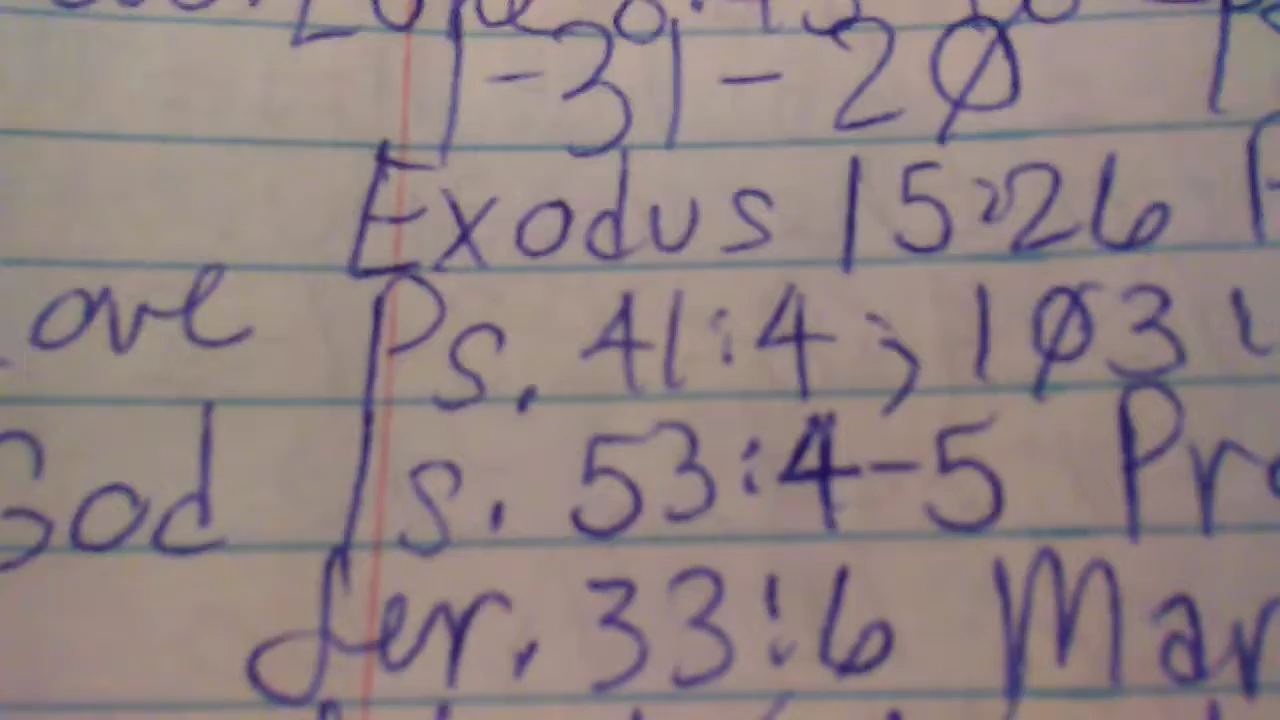 1-31-20
Exodus 15:26
ove Ps. 41:4; 103
God Is. 53:4-5 Pr
Jer. 33:6 Mar